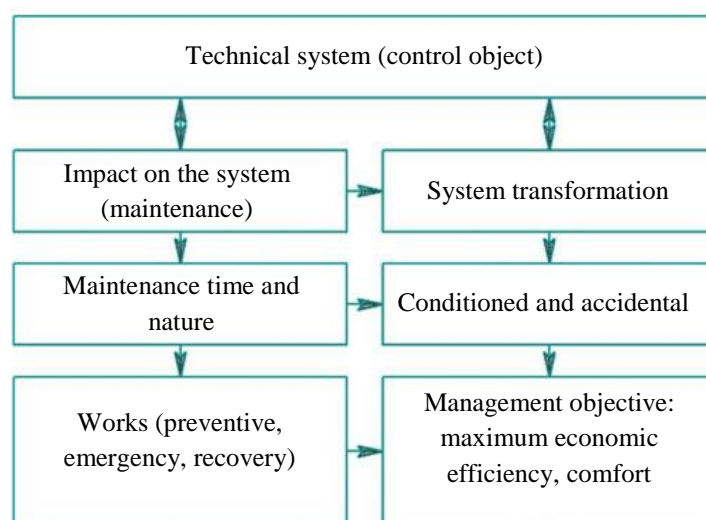 Technical system (control object)
Impact on the system
(maintenance)
System transformation
Maintenance time and
nature
Conditioned and accidental
Works (preventive,
emergency, recovery)
Management objective:
maximum economic
efficiency, comfort